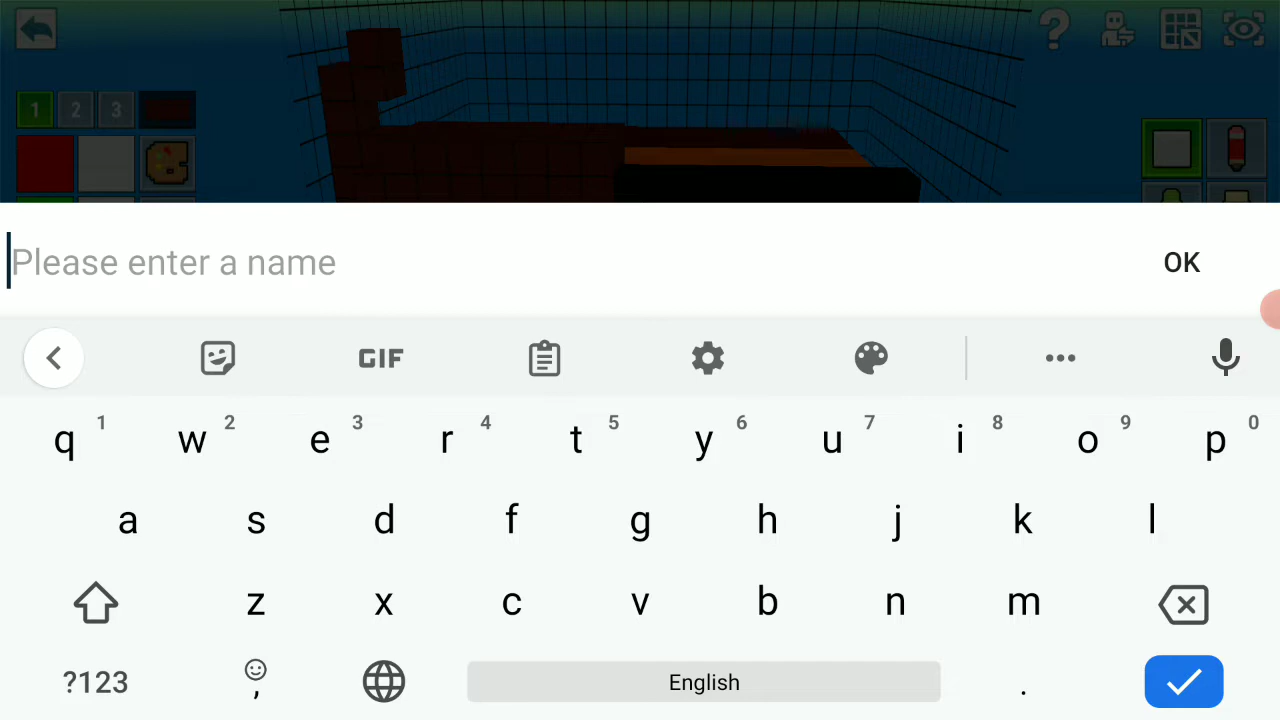 ?
1 2 3
Please enter a name
OK
GIF
q 1 w 2 e 3 r 4 t 5 y 6 u 7 i 8 o 9 p 0
a s d f g h j k l
z x c v b n m
?123 , English .